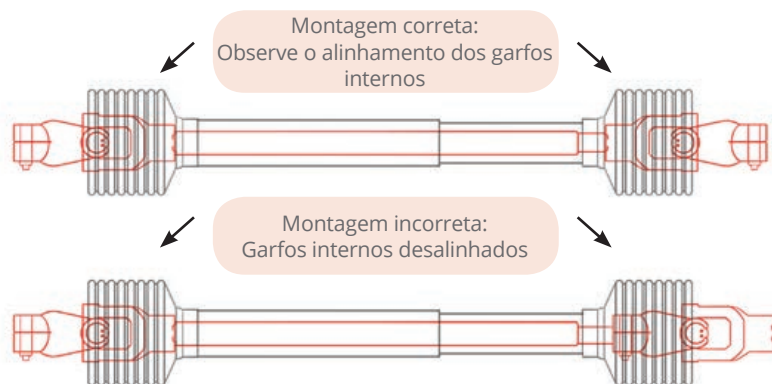 Montagem correta:
Observe o alinhamento dos garfos
internos
Montagem incorreta:
Garfos internos desalinhados